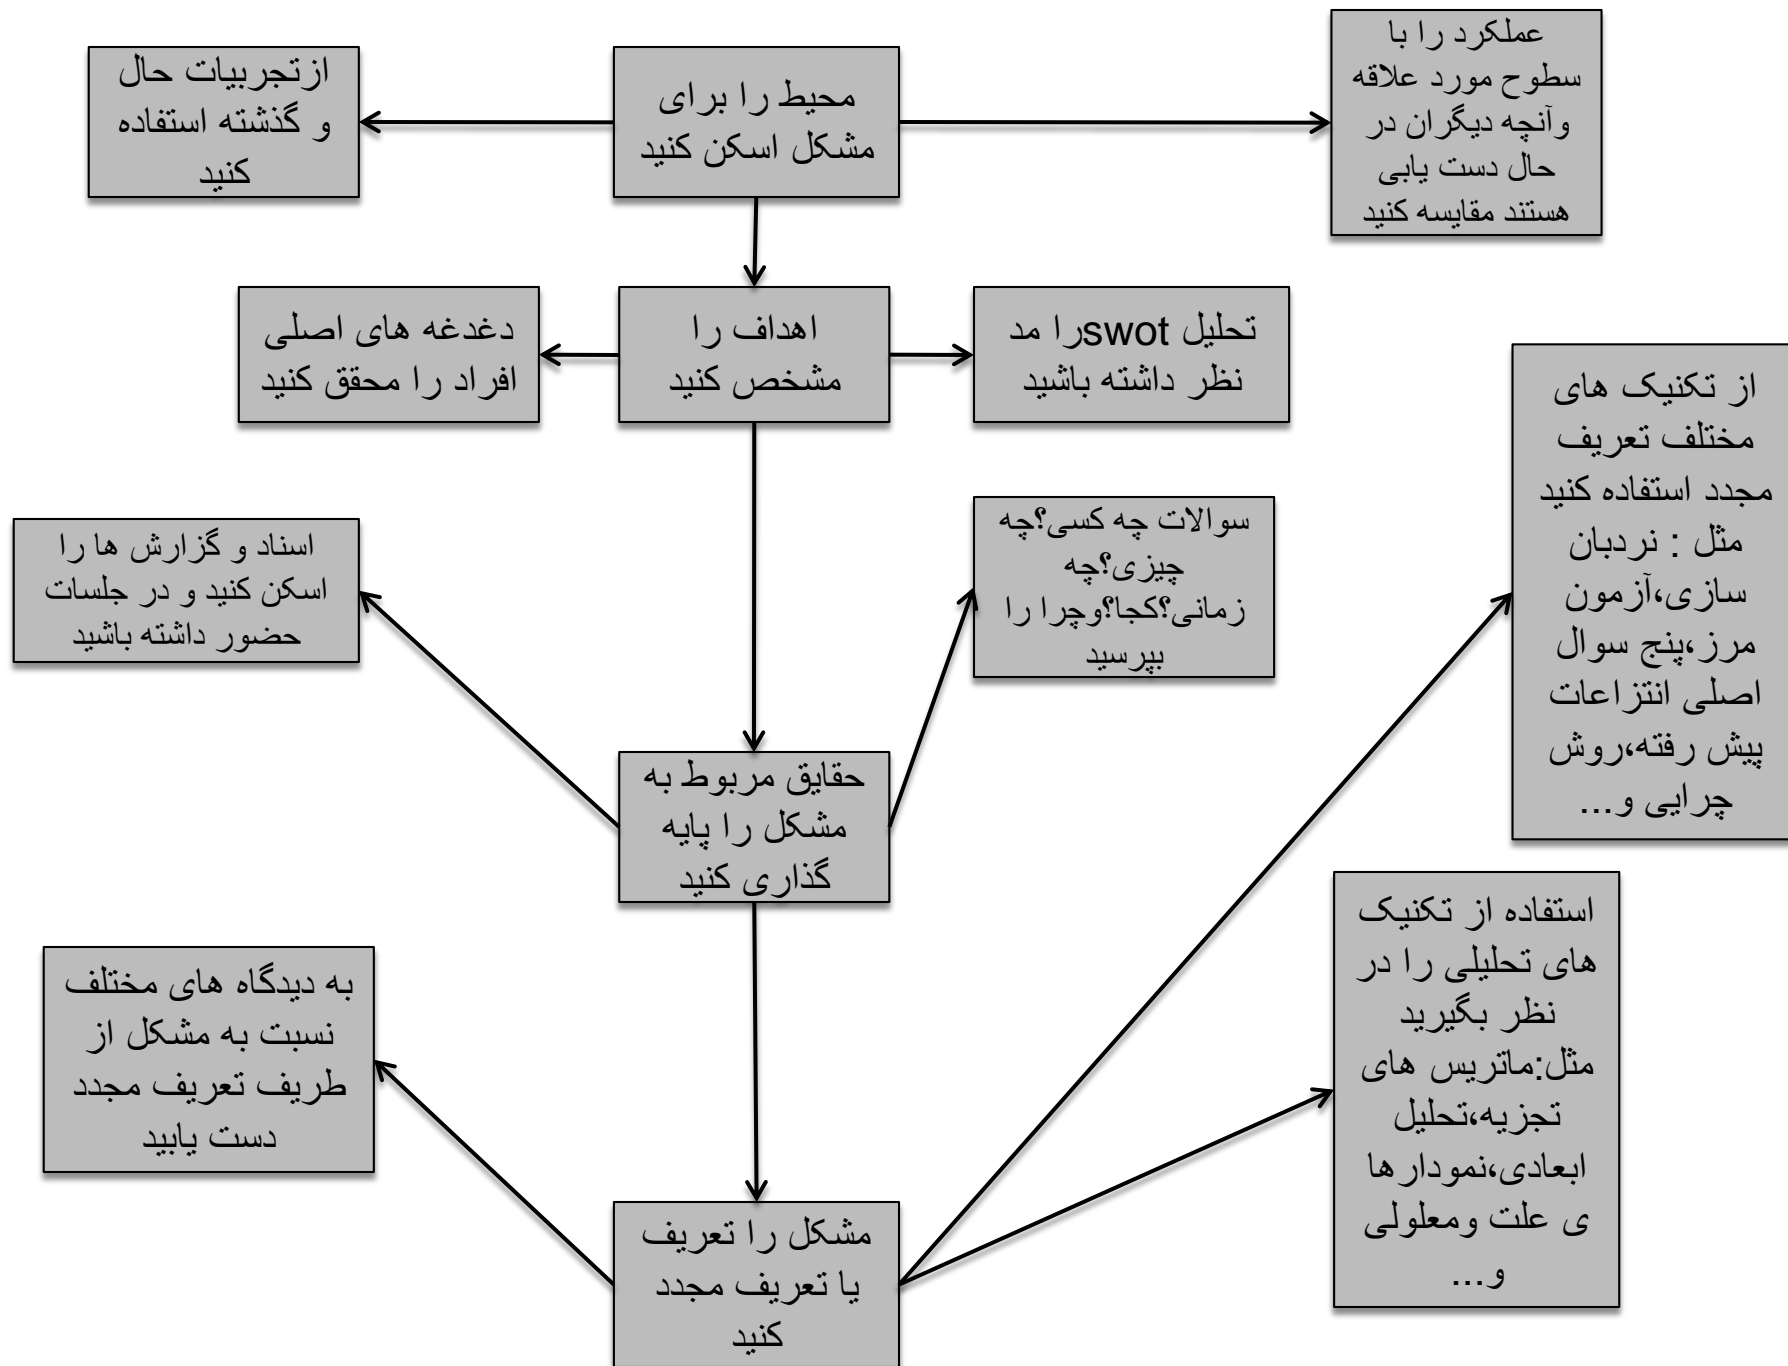 عملکرد را با
سطوح مورد علاقه
وآنچه دیگران در
حال دست یابی
هستند مقایسه کنید
محیط را برای
مشکل اسکن کنید
ازتجربیات حال
و گذشته استفاده
کنید
تحلیل swotرا مد
نظر داشته باشید
اهداف را
مشخص کنید
دغدغه های اصلی
افراد را محقق کنید
از تکنیک های
مختلف تعریف
مجدد استفاده کنید
مثل : نردبان
سازی،آزمون
مرز،پنج سوال
اصلی انتزاعات
پیش رفته،روش
چرایی و...
سوالات چه کسی؟چه
چیزی؟چه
زمانی؟کجا؟وچرا را
بپرسید
اسناد و گزارش ها را
اسکن کنید و در جلسات
حضور داشته باشید
حقایق مربوط به
مشکل را پایه
گذاری کنید
استفاده از تکنیک
های تحلیلی را در
نظر بگیرید
مثل:ماتریس های
تجزیه،تحلیل
ابعادی،نمودارها
ی علت ومعلولی
و...
به دیدگاه های مختلف
نسبت به مشکل از
طریف تعریف مجدد
دست یابید
مشکل را تعریف
یا تعریف مجدد
کنید